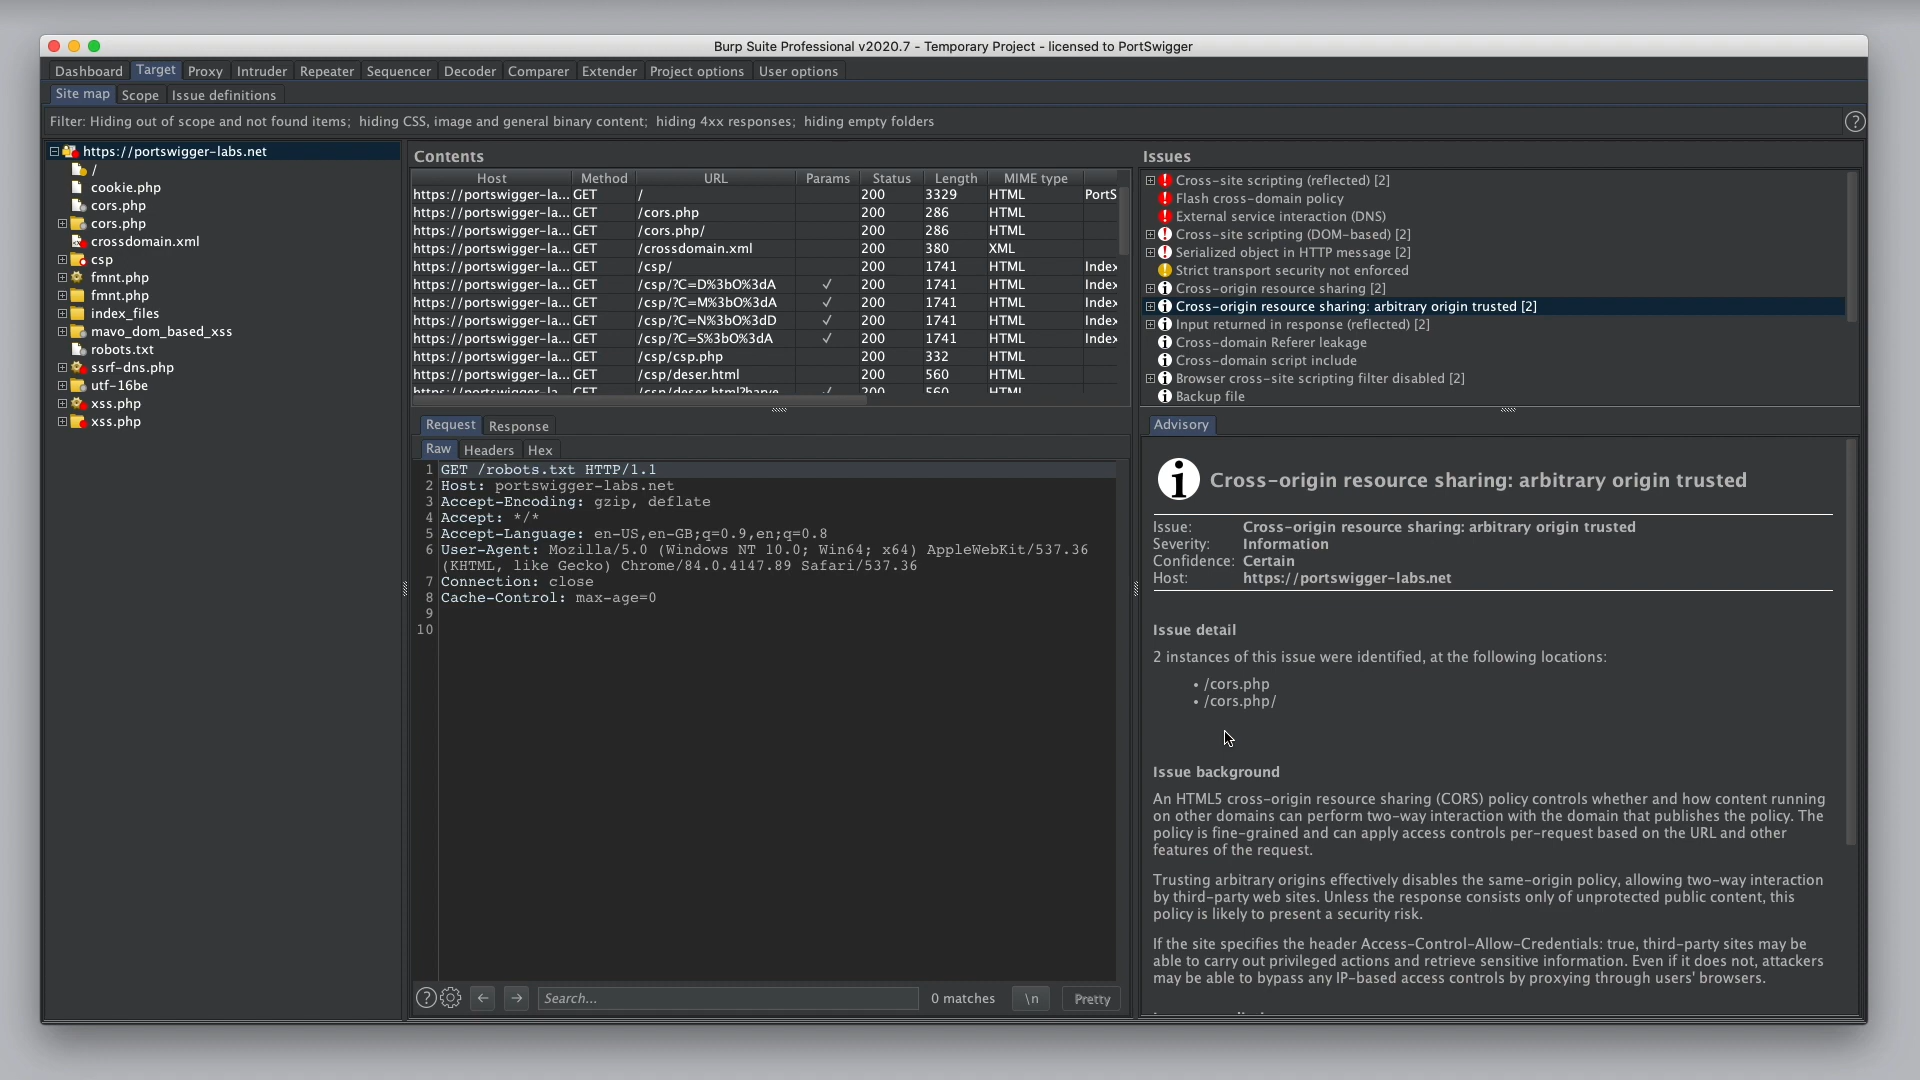 Burp Suite Professional v2020.7 - Temporary Project - licensed to PortSwigger
Dashboard Target Proxy Intruder Repeater Sequencer Decoder Comparer Extender Project options User options
Site map Scope Issue definitions
Filter: Hiding out of scope and not found items; hiding CSS, image and general binary content; hiding 4xx responses; hiding empty folders
?
https://portswigger-labs.net
/
cookie.php
cors.php
cors.php
crossdomain.xml
csp
fmnt.php
fmnt.php
index_files
mavo_dom_based_xss
robots.txt
ssrf-dns.php
utf-16be
xss.php
xss.php
Contents
Host Method URL Params Status Length MIME type
https://portswigger-la... GET / 200 3329 HTML PortS
https://portswigger-la... GET /cors.php 200 286 HTML
https://portswigger-la... GET /cors.php/ 200 286 HTML
https://portswigger-la... GET /crossdomain.xml 200 380 XML
https://portswigger-la... GET /csp/ 200 1741 HTML Index
https://portswigger-la... GET /csp/?C=D%3bO%3dA ✓ 200 1741 HTML Index
https://portswigger-la... GET /csp/?C=M%3bO%3dA ✓ 200 1741 HTML Index
https://portswigger-la... GET /csp/?C=N%3bO%3dD ✓ 200 1741 HTML Index
https://portswigger-la... GET /csp/?C=S%3bO%3dA ✓ 200 1741 HTML Index
https://portswigger-la... GET /csp/csp.php 200 332 HTML
https://portswigger-la... GET /csp/deser.html 200 560 HTML
https://portswigger-la... GET /csp/deser.html?harve ✓ 200 560 HTML
Request Response
Raw Headers Hex
1 GET /robots.txt HTTP/1.1
2 Host: portswigger-labs.net
3 Accept-Encoding: gzip, deflate
4 Accept: */*
5 Accept-Language: en-US,en-GB;q=0.9,en;q=0.8
6 User-Agent: Mozilla/5.0 (Windows NT 10.0; Win64; x64) AppleWebKit/537.36
(KHTML, like Gecko) Chrome/84.0.4147.89 Safari/537.36
7 Connection: close
8 Cache-Control: max-age=0
9
10
? Search... 0 matches \n Pretty
Issues
Cross-site scripting (reflected) [2]
Flash cross-domain policy
External service interaction (DNS)
Cross-site scripting (DOM-based) [2]
Serialized object in HTTP message [2]
Strict transport security not enforced
Cross-origin resource sharing [2]
Cross-origin resource sharing: arbitrary origin trusted [2]
Input returned in response (reflected) [2]
Cross-domain Referer leakage
Cross-domain script include
Browser cross-site scripting filter disabled [2]
Backup file
Advisory
Cross-origin resource sharing: arbitrary origin trusted
Issue: Cross-origin resource sharing: arbitrary origin trusted
Severity: Information
Confidence: Certain
Host: https://portswigger-labs.net
Issue detail
2 instances of this issue were identified, at the following locations:
• /cors.php
• /cors.php/
Issue background
An HTML5 cross-origin resource sharing (CORS) policy controls whether and how content running
on other domains can perform two-way interaction with the domain that publishes the policy. The
policy is fine-grained and can apply access controls per-request based on the URL and other
features of the request.
Trusting arbitrary origins effectively disables the same-origin policy, allowing two-way interaction
by third-party web sites. Unless the response consists only of unprotected public content, this
policy is likely to present a security risk.
If the site specifies the header Access-Control-Allow-Credentials: true, third-party sites may be
able to carry out privileged actions and retrieve sensitive information. Even if it does not, attackers
may be able to bypass any IP-based access controls by proxying through users' browsers.